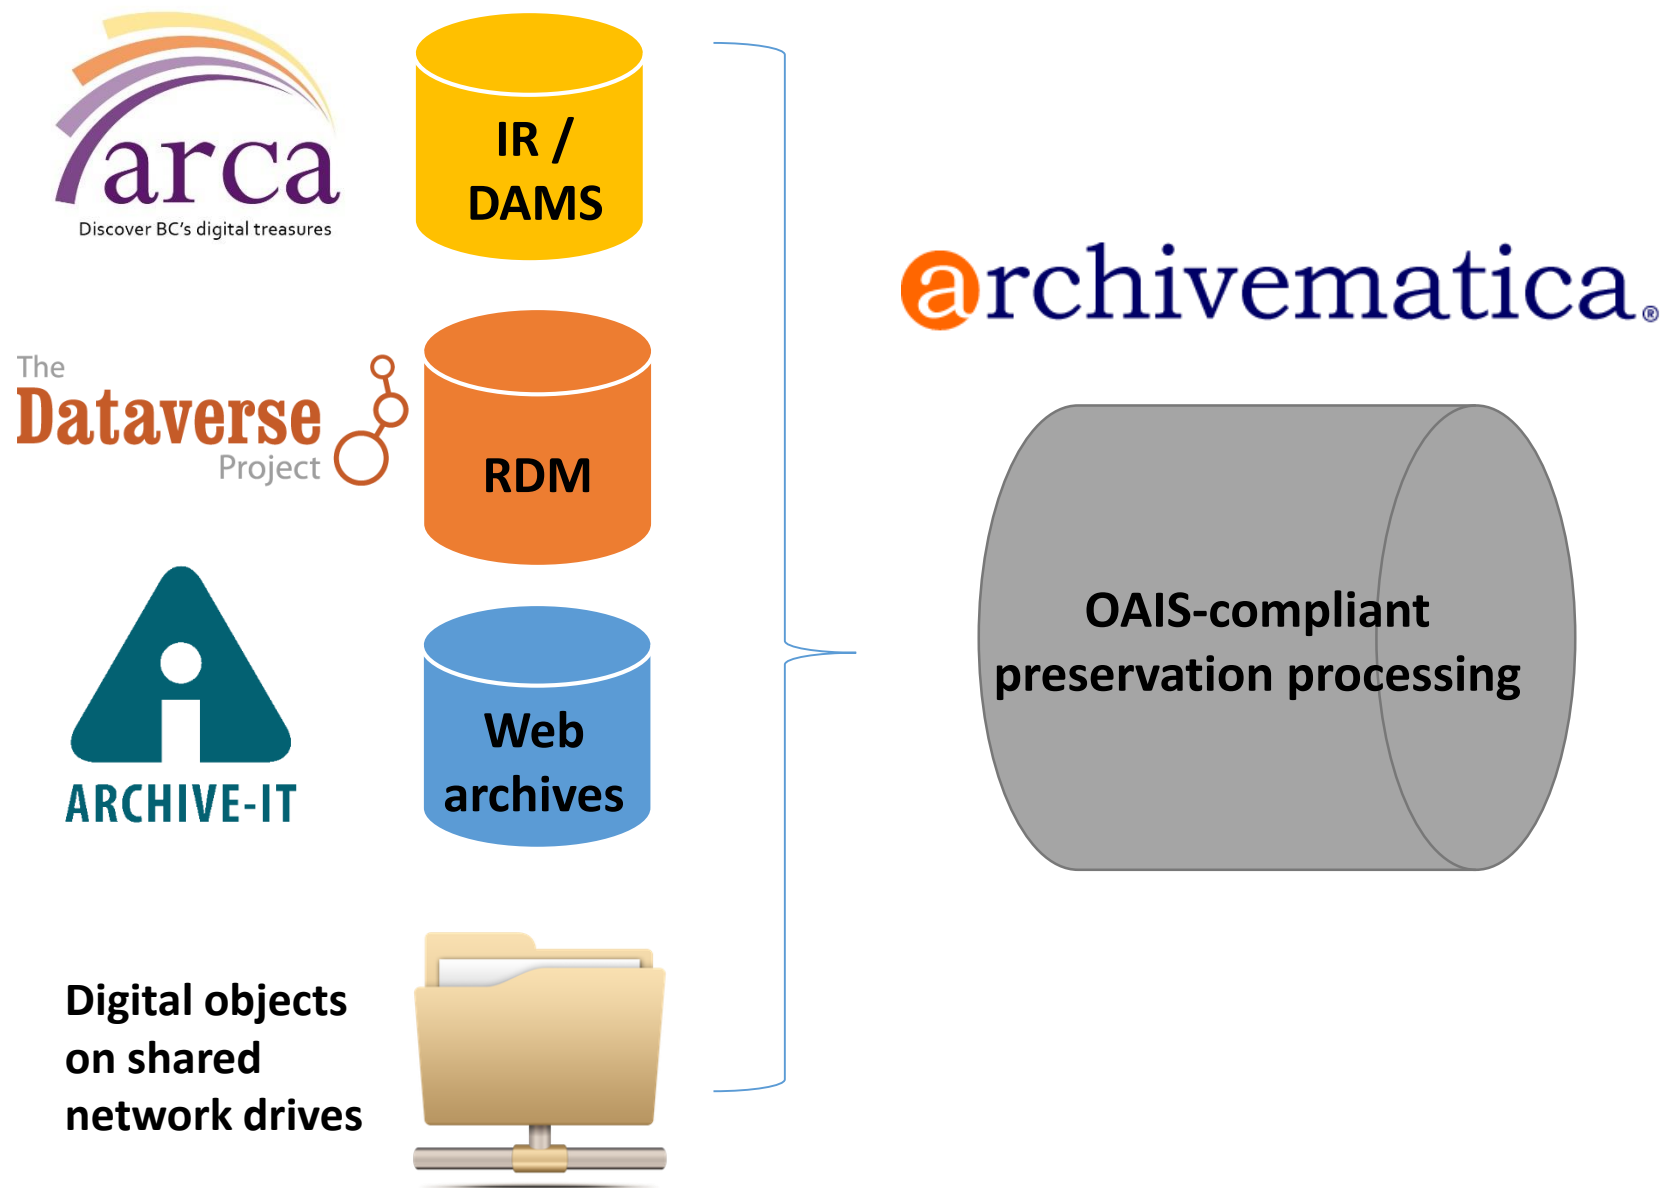 arca
Discover BC's digital treasures
IR /
DAMS
The
Dataverse
Project
RDM
ARCHIVE-IT
Web
archives
Digital objects
on shared
network drives
archivematica®
OAIS-compliant
preservation processing